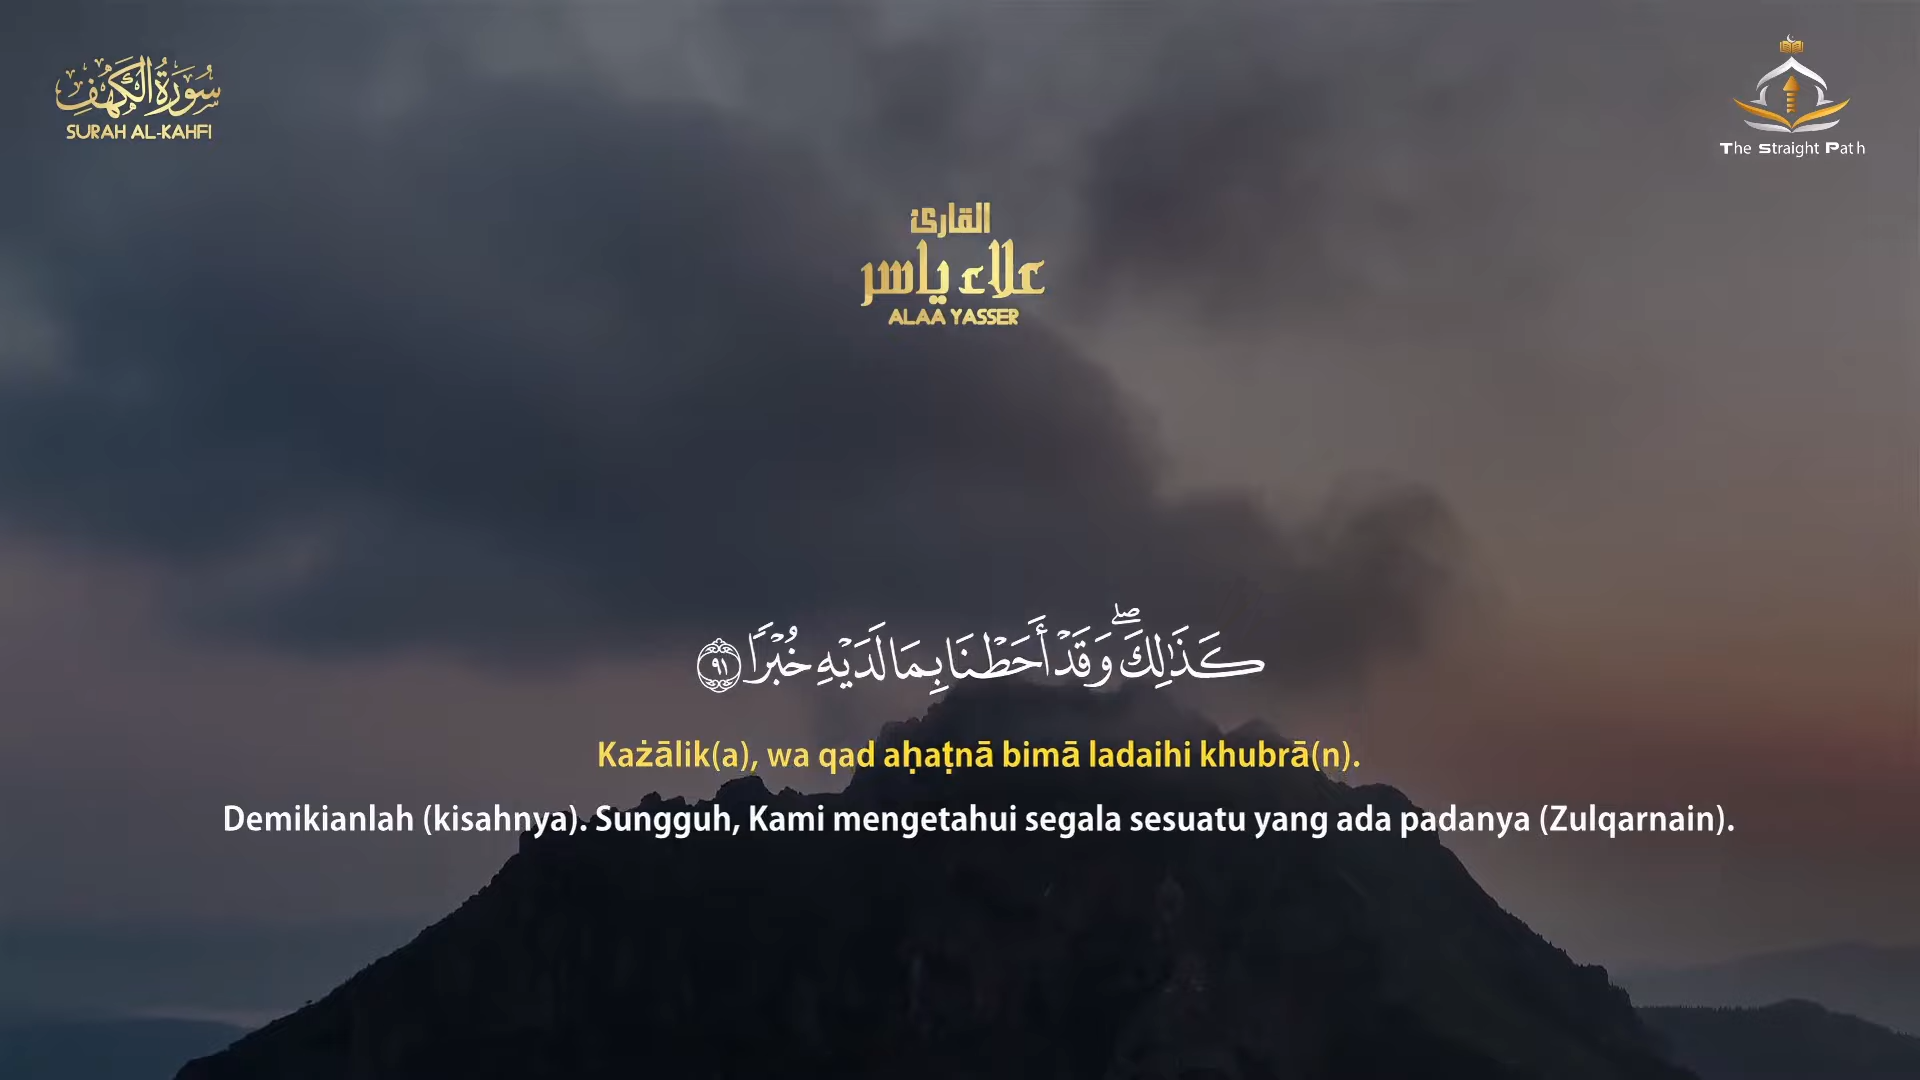 سُورَةُ الكَهْفِ
SURAH AL-KAHFI
The Straight Path
القارئ
علاء ياسر
ALAA YASSER
كَذَٰلِكَۖ وَقَدْ أَحَطْنَا بِمَا لَدَيْهِ خُبْرًا ٩١
Każālik(a), wa qad aḥaṭnā bimā ladaihi khubrā(n).
Demikianlah (kisahnya). Sungguh, Kami mengetahui segala sesuatu yang ada padanya (Zulqarnain).